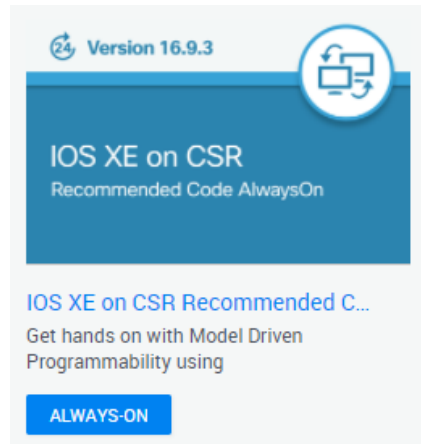 24 Version 16.9.3
IOS XE on CSR
Recommended Code AlwaysOn
IOS XE on CSR Recommended C...
Get hands on with Model Driven
Programmability using
ALWAYS-ON